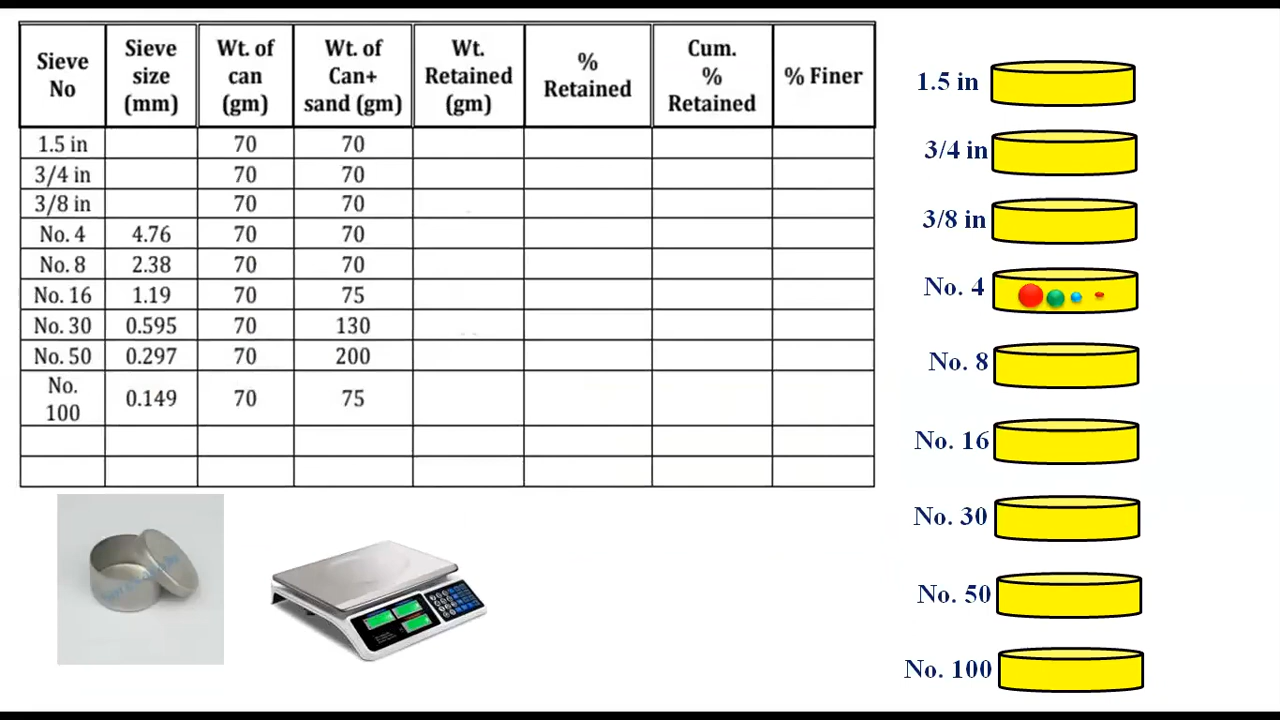 Sieve No | Sieve size (mm) | Wt. of can (gm) | Wt. of Can+ sand (gm) | Wt. Retained (gm) | % Retained | Cum. % Retained | % Finer
1.5 in | | 70 | 70
3/4 in | | 70 | 70
3/8 in | | 70 | 70
No. 4 | 4.76 | 70 | 70
No. 8 | 2.38 | 70 | 70
No. 16 | 1.19 | 70 | 75
No. 30 | 0.595 | 70 | 130
No. 50 | 0.297 | 70 | 200
No. 100 | 0.149 | 70 | 75
1.5 in
3/4 in
3/8 in
No. 4
No. 8
No. 16
No. 30
No. 50
No. 100